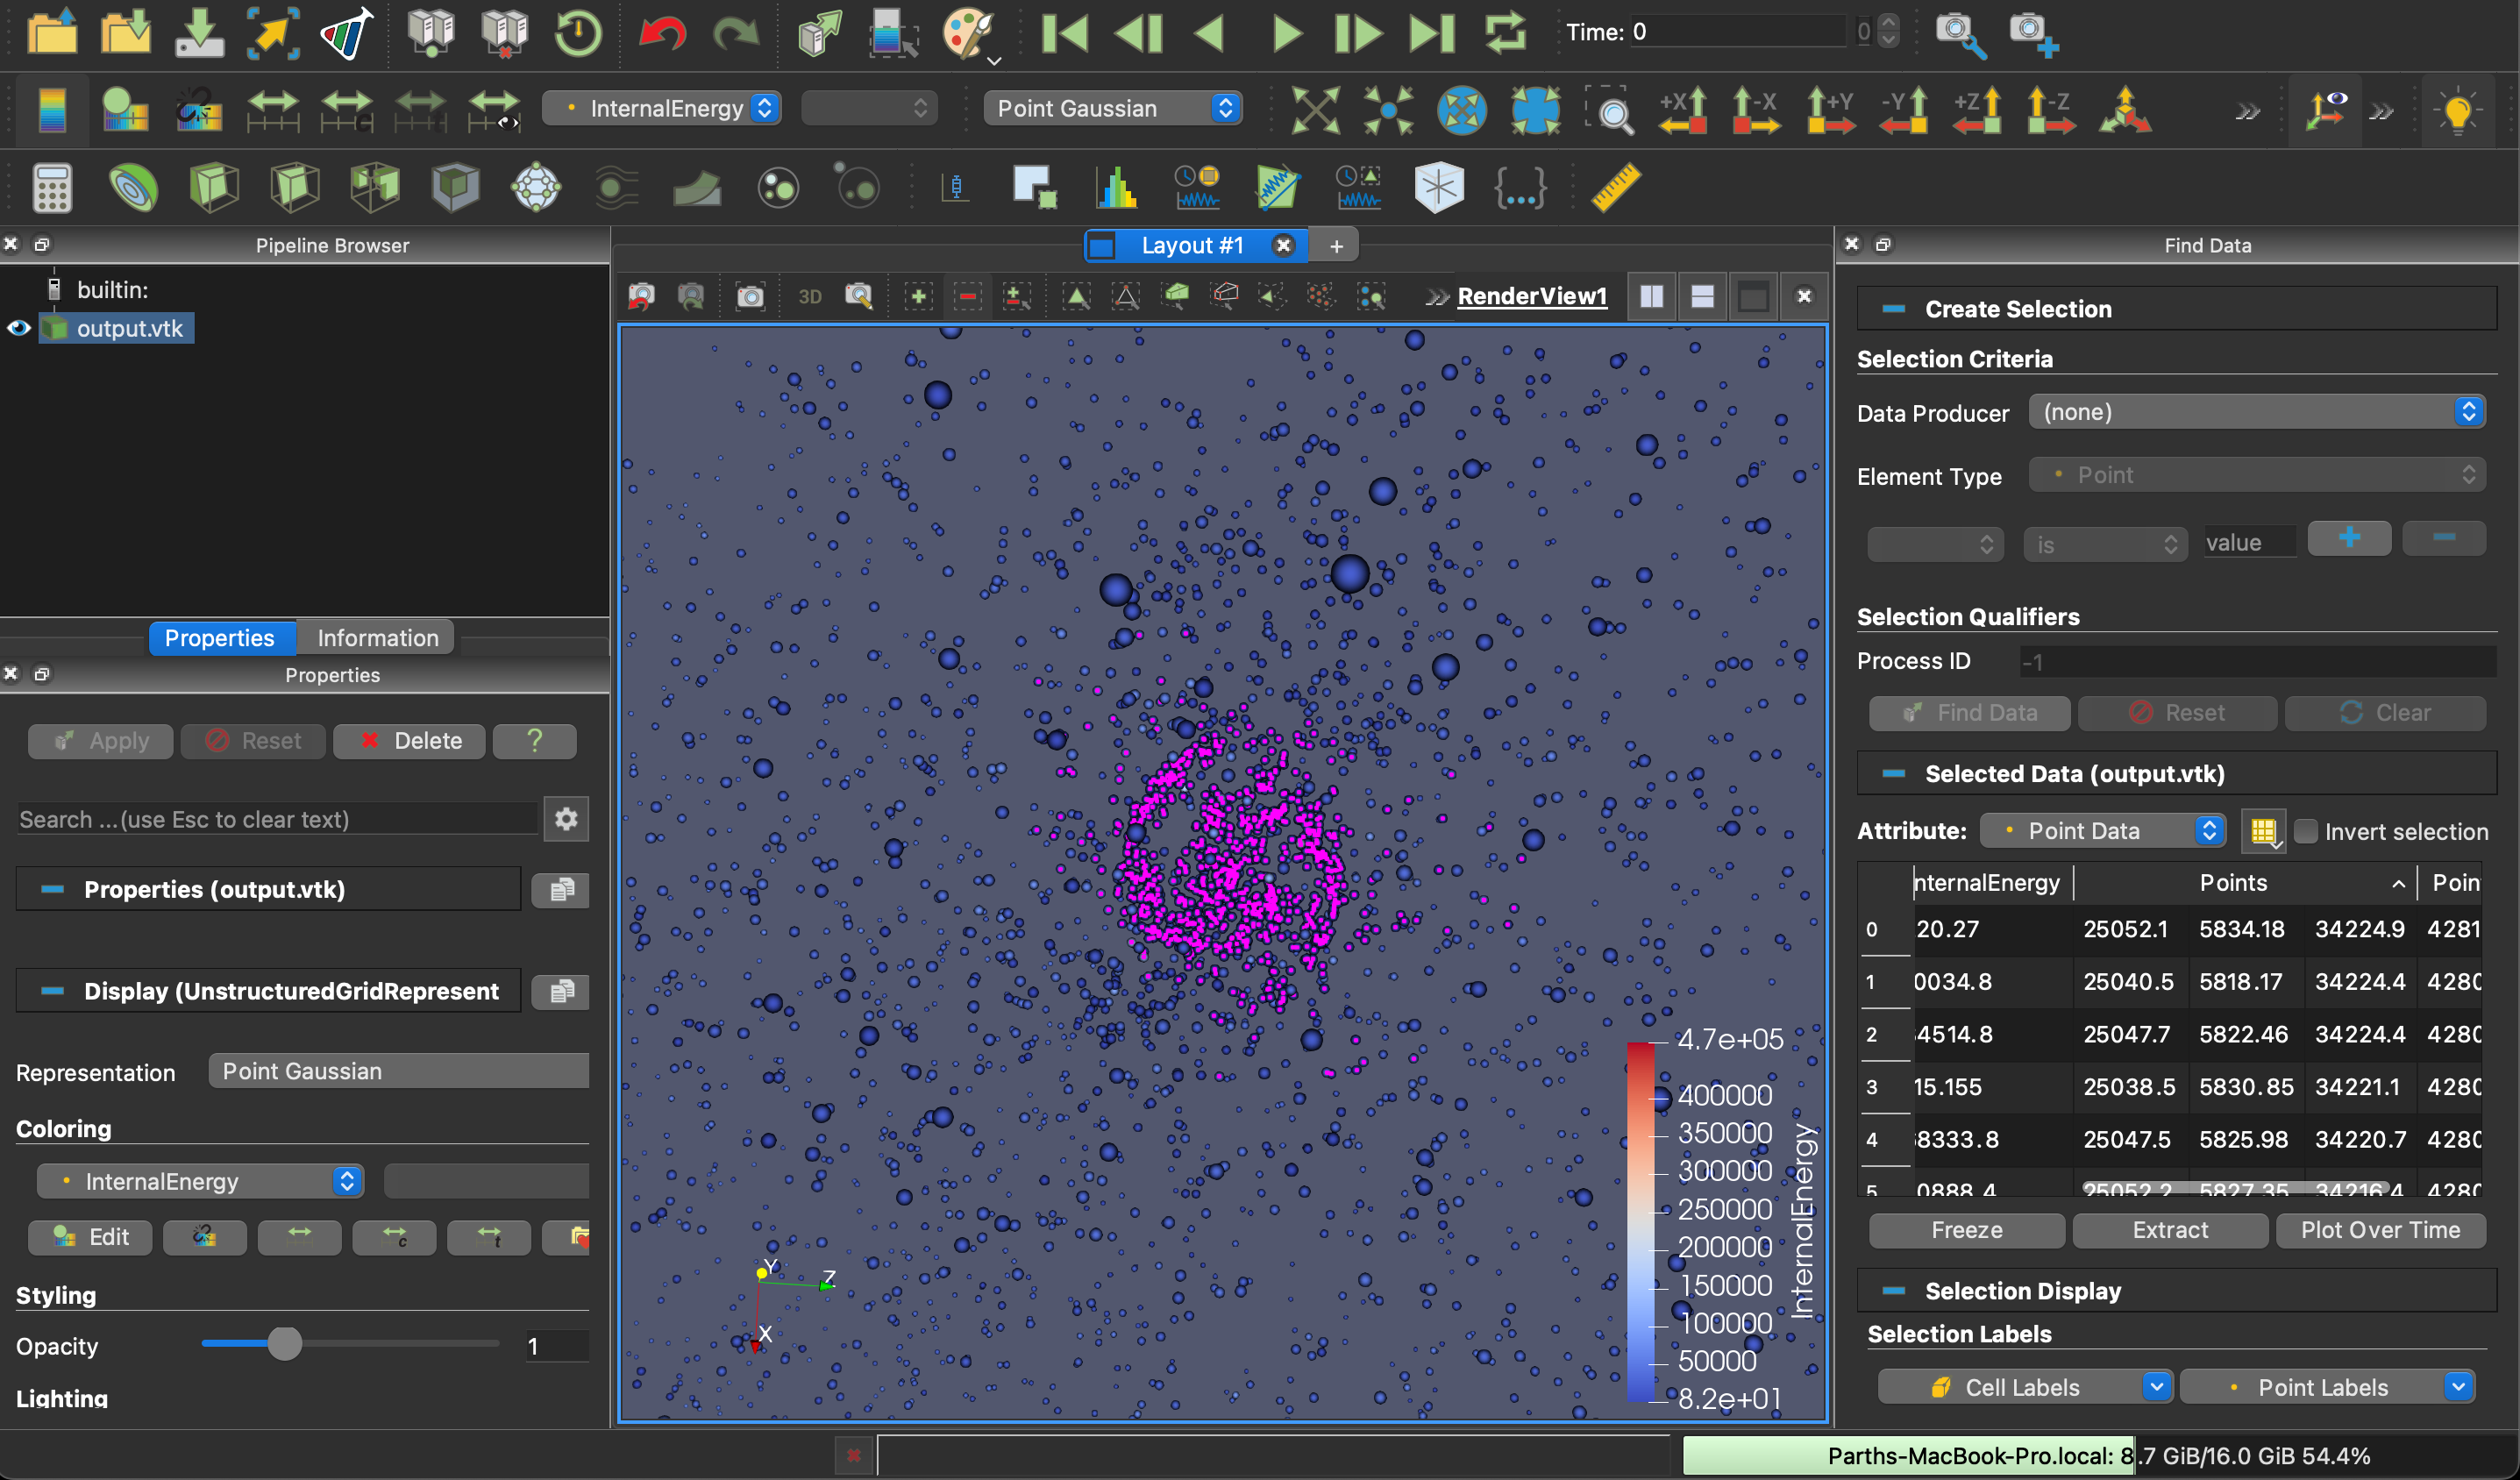 Time: 0
0
InternalEnergy
Point Gaussian
+X
-X
+Y
-Y
+Z
-Z
Pipeline Browser
builtin:
output.vtk
Properties
Information
Properties
Apply
Reset
Delete
?
Search ...(use Esc to clear text)
Properties (output.vtk)
Display (UnstructuredGridRepresent
Representation
Point Gaussian
Coloring
InternalEnergy
Edit
c
t
Styling
Opacity
1
Lighting
Layout #1
+
3D
RenderView1
4.7e+05
400000
350000
300000
250000
200000
150000
100000
50000
8.2e+01
InternalEnergy
Y
Z
X
Find Data
Create Selection
Selection Criteria
Data Producer
(none)
Element Type
Point
is
value
Selection Qualifiers
Process ID
-1
Find Data
Reset
Clear
Selected Data (output.vtk)
Attribute:
Point Data
Invert selection
nternalEnergy Points Poin
0 20.27 25052.1 5834.18 34224.9 4281
1 0034.8 25040.5 5818.17 34224.4 4280
2 4514.8 25047.7 5822.46 34224.4 4280
3 15.155 25038.5 5830.85 34221.1 4280
4 8333.8 25047.5 5825.98 34220.7 4280
5 0888.4 25052.2 5827.35 34216.4 4280
Freeze
Extract
Plot Over Time
Selection Display
Selection Labels
Cell Labels
Point Labels
Parths-MacBook-Pro.local: 8.7 GiB/16.0 GiB 54.4%